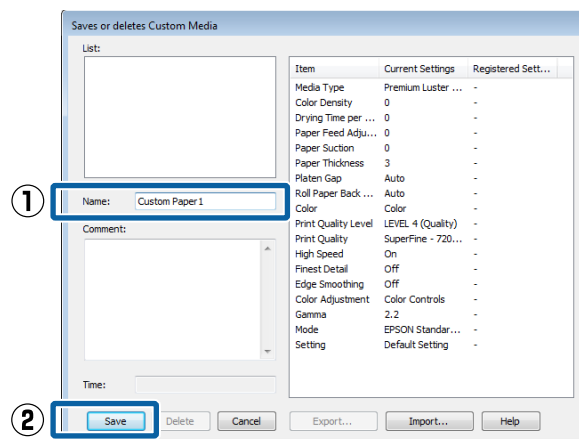 Saves or deletes Custom Media
List:
Item Current Settings Registered Sett...
Media Type Premium Luster ... -
Color Density 0 -
Drying Time per ... 0 -
Paper Feed Adju... 0 -
Paper Suction 0 -
Paper Thickness 3 -
Platen Gap Auto -
Roll Paper Back ... Auto -
Color Color -
Print Quality Level LEVEL 4 (Quality) -
Print Quality SuperFine - 720... -
High Speed On -
Finest Detail Off -
Edge Smoothing Off -
Color Adjustment Color Controls -
Gamma 2.2 -
Mode EPSON Standar... -
Setting Default Setting -
① Name: Custom Paper1
Comment:
Time:
② Save Delete Cancel Export... Import... Help